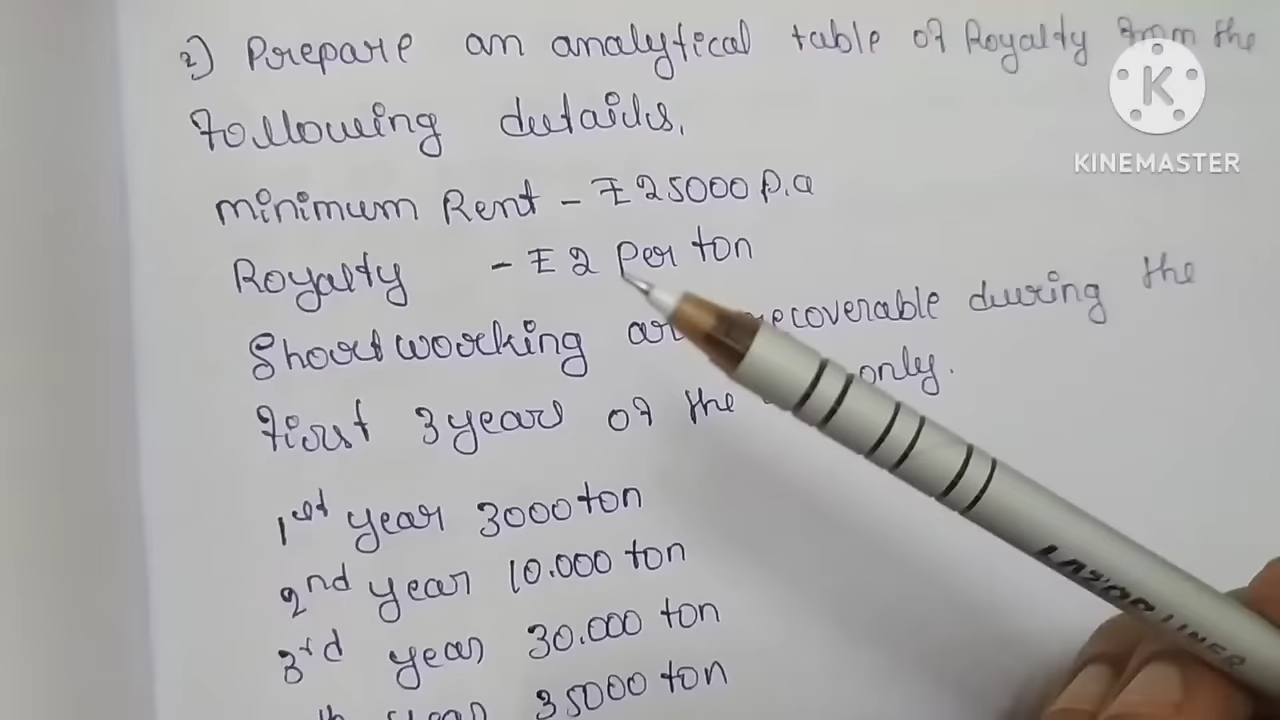 2) Prepare an analytical table of Royalty from the
K
KINEMASTER
Following details.
Minimum Rent - ₹ 25000 P.a
Royalty - ₹ 2 Per ton
Shortworking recoverable during the
First 3 years of the only.
1st year 3000 ton
2nd year 10.000 ton
3rd year 30.000 ton
year 35000 ton
LINER